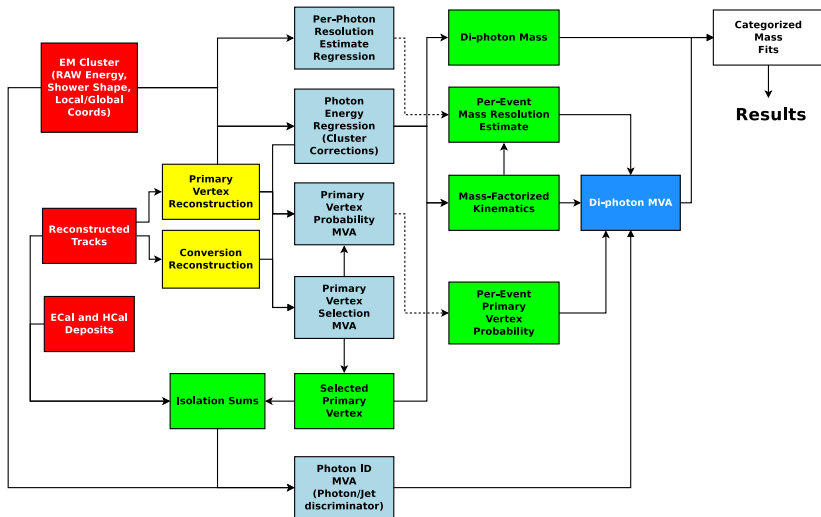 EM Cluster
(RAW Energy,
Shower Shape,
Local/Global
Coords)
Per-Photon
Resolution
Estimate
Regression
Di-photon Mass
Categorized
Mass
Fits
Results
Photon
Energy
Regression
(Cluster
Corrections)
Per-Event
Mass Resolution
Estimate
Primary
Vertex
Reconstruction
Reconstructed
Tracks
Conversion
Reconstruction
Primary
Vertex
Probability
MVA
Mass-Factorized
Kinematics
Di-photon MVA
ECal and HCal
Deposits
Primary
Vertex
Selection
MVA
Per-Event
Primary
Vertex
Probability
Isolation Sums
Selected
Primary
Vertex
Photon ID
MVA
(Photon/Jet
discriminator)